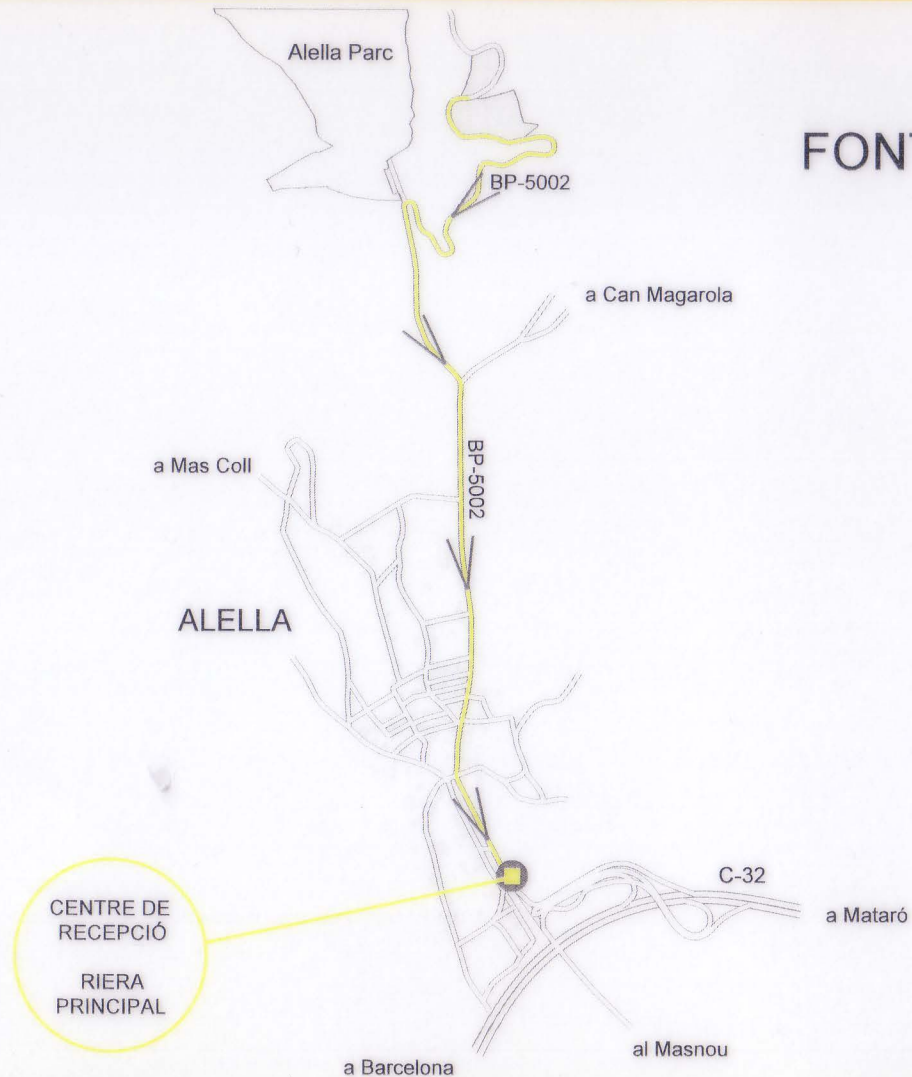 Alella Parc
BP-5002
a Can Magarola
a Mas Coll
BP-5002
ALELLA
C-32
a Mataró
CENTRE DE
RECEPCIÓ
RIERA
PRINCIPAL
al Masnou
a Barcelona